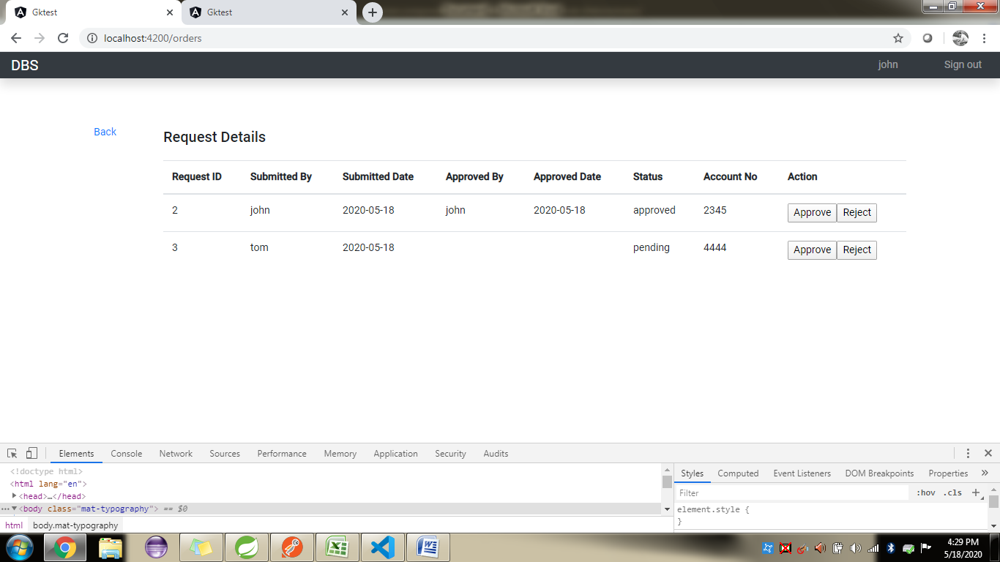 Gktest
Gktest
localhost:4200/orders
DBS john Sign out
Back
Request Details
Request ID Submitted By Submitted Date Approved By Approved Date Status Account No Action
2 john 2020-05-18 john 2020-05-18 approved 2345 Approve Reject
3 tom 2020-05-18 pending 4444 Approve Reject
Elements Console Network Sources Performance Memory Application Security Audits
<!doctype html>
<html lang="en">
<head>…</head>
<body class="mat-typography"> == $0
html body.mat-typography
Styles Computed Event Listeners DOM Breakpoints Properties »
Filter :hov .cls +
element.style {
}
4:29 PM
5/18/2020